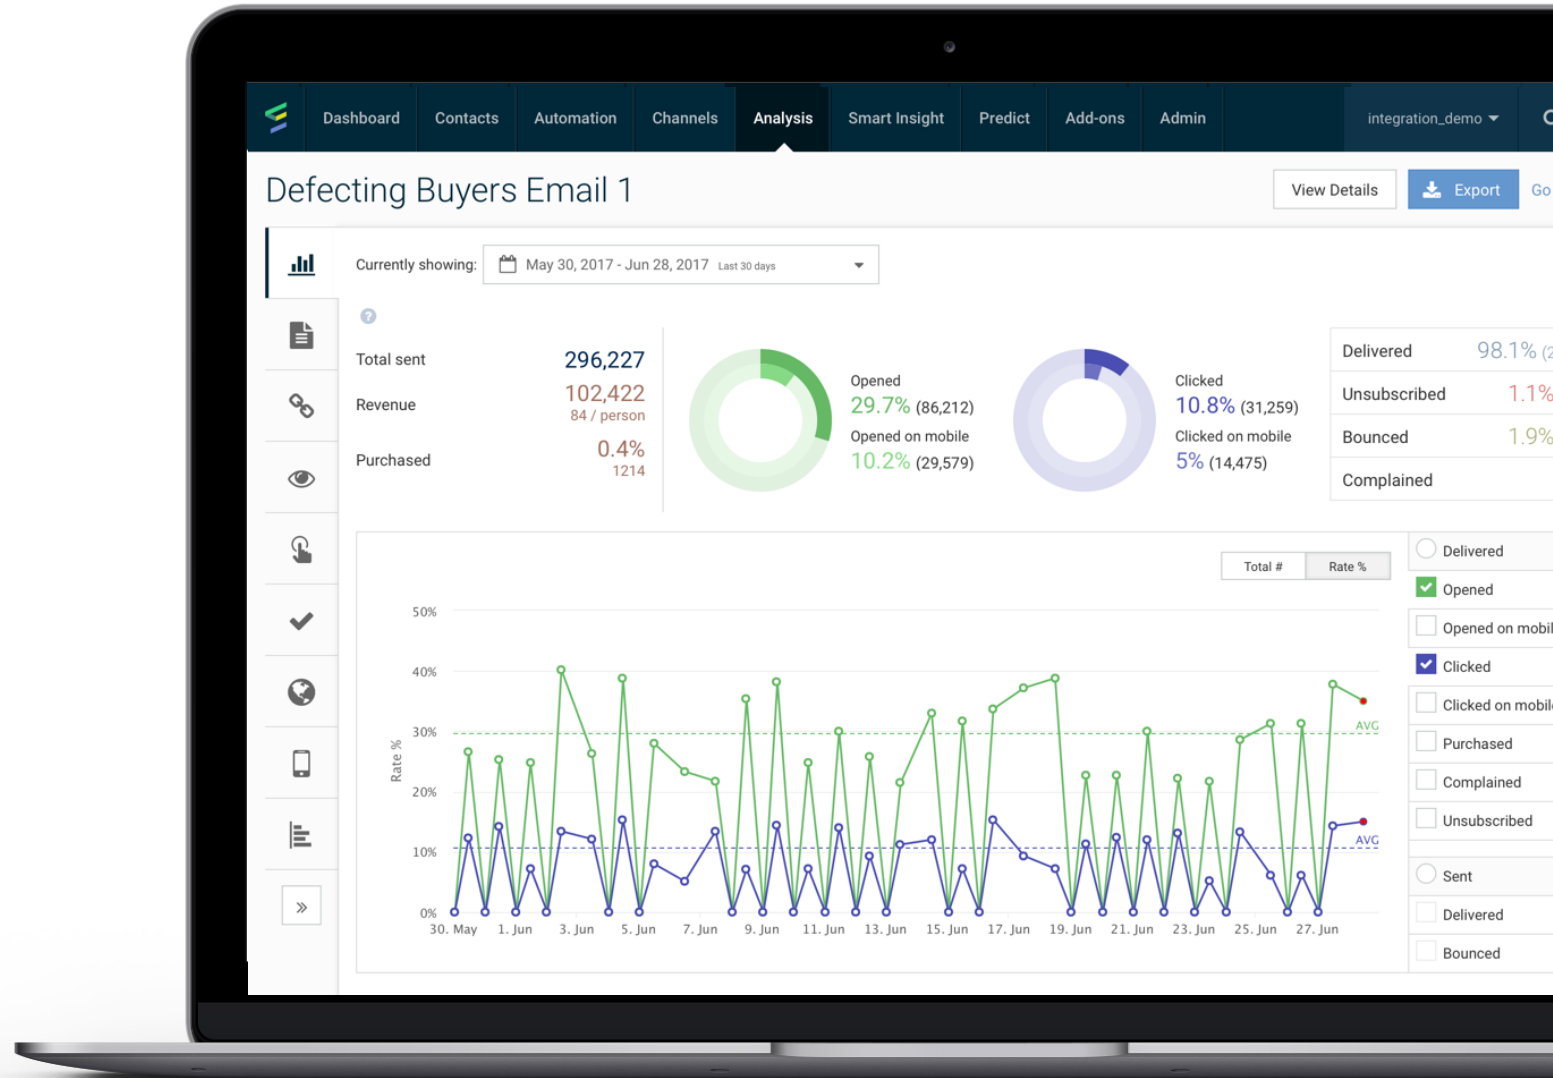 Dashboard Contacts Automation Channels Analysis Smart Insight Predict Add-ons Admin integration_demo
Defecting Buyers Email 1
View Details Export Go
Currently showing: May 30, 2017 - Jun 28, 2017 Last 30 days
?
Total sent 296,227
Revenue 102,422
84 / person
Purchased 0.4%
1214
Opened
29.7% (86,212)
Opened on mobile
10.2% (29,579)
Clicked
10.8% (31,259)
Clicked on mobile
5% (14,475)
Delivered 98.1% (2
Unsubscribed 1.1%
Bounced 1.9%
Complained
Total # Rate %
50%
40%
30%
20%
10%
0%
Rate %
AVG
AVG
30. May 1. Jun 3. Jun 5. Jun 7. Jun 9. Jun 11. Jun 13. Jun 15. Jun 17. Jun 19. Jun 21. Jun 23. Jun 25. Jun 27. Jun
Delivered
Opened
Opened on mobil
Clicked
Clicked on mobile
Purchased
Complained
Unsubscribed
Sent
Delivered
Bounced